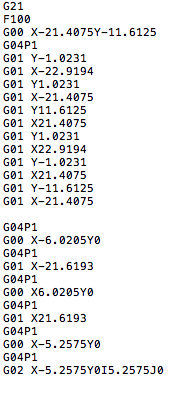 G21
F100
G00 X-21.4075Y-11.6125
G04P1
G01 Y-1.0231
G01 X-22.9194
G01 Y1.0231
G01 X-21.4075
G01 Y11.6125
G01 X21.4075
G01 Y1.0231
G01 X22.9194
G01 Y-1.0231
G01 X21.4075
G01 Y-11.6125
G01 X-21.4075

G04P1
G00 X-6.0205Y0
G04P1
G01 X-21.6193
G04P1
G00 X6.0205Y0
G04P1
G01 X21.6193
G04P1
G00 X-5.2575Y0
G04P1
G02 X-5.2575Y0I5.2575J0